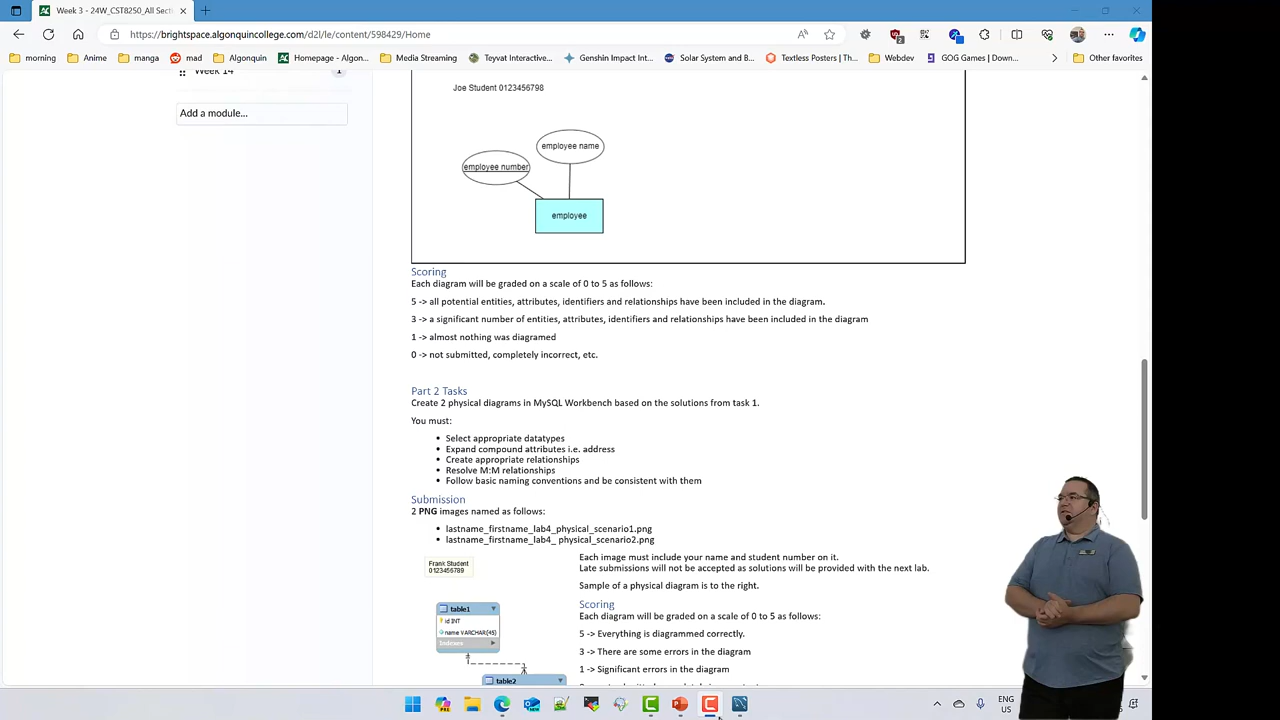 Week 3 - 24W_CST8250_All Secti
https://brightspace.algonquincollege.com/d2l/le/content/598429/Home
2
morning
Anime
manga
mad
Algonquin
Homepage - Algon...
Media Streaming
Teyvat Interactive...
Genshin Impact Int...
Solar System and B...
Textless Posters | Th...
Webdev
GOG Games | Down...
Other favorites
Week 14
1
Add a module...
Joe Student 0123456798
employee name
employee number
employee
Scoring
Each diagram will be graded on a scale of 0 to 5 as follows:
5 -> all potential entities, attributes, identifiers and relationships have been included in the diagram.
3 -> a significant number of entities, attributes, identifiers and relationships have been included in the diagram
1 -> almost nothing was diagramed
0 -> not submitted, completely incorrect, etc.
Part 2 Tasks
Create 2 physical diagrams in MySQL Workbench based on the solutions from task 1.
You must:
• Select appropriate datatypes
• Expand compound attributes i.e. address
• Create appropriate relationships
• Resolve M:M relationships
• Follow basic naming conventions and be consistent with them
Submission
2 PNG images named as follows:
• lastname_firstname_lab4_physical_scenario1.png
• lastname_firstname_lab4_ physical_scenario2.png
Frank Student
0123456789
Each image must include your name and student number on it.
Late submissions will not be accepted as solutions will be provided with the next lab.
Sample of a physical diagram is to the right.
table1
id INT
name VARCHAR(45)
Indexes
table2
Scoring
Each diagram will be graded on a scale of 0 to 5 as follows:
5 -> Everything is diagrammed correctly.
3 -> There are some errors in the diagram
1 -> Significant errors in the diagram
ENG
US